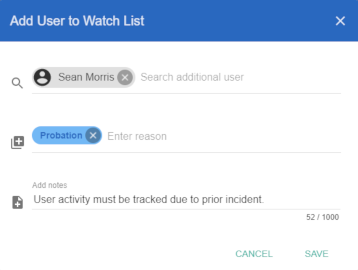 Add User to Watch List
Sean Morris Search additional user
Probation Enter reason
Add notes
User activity must be tracked due to prior incident.
52 / 1000
CANCEL SAVE